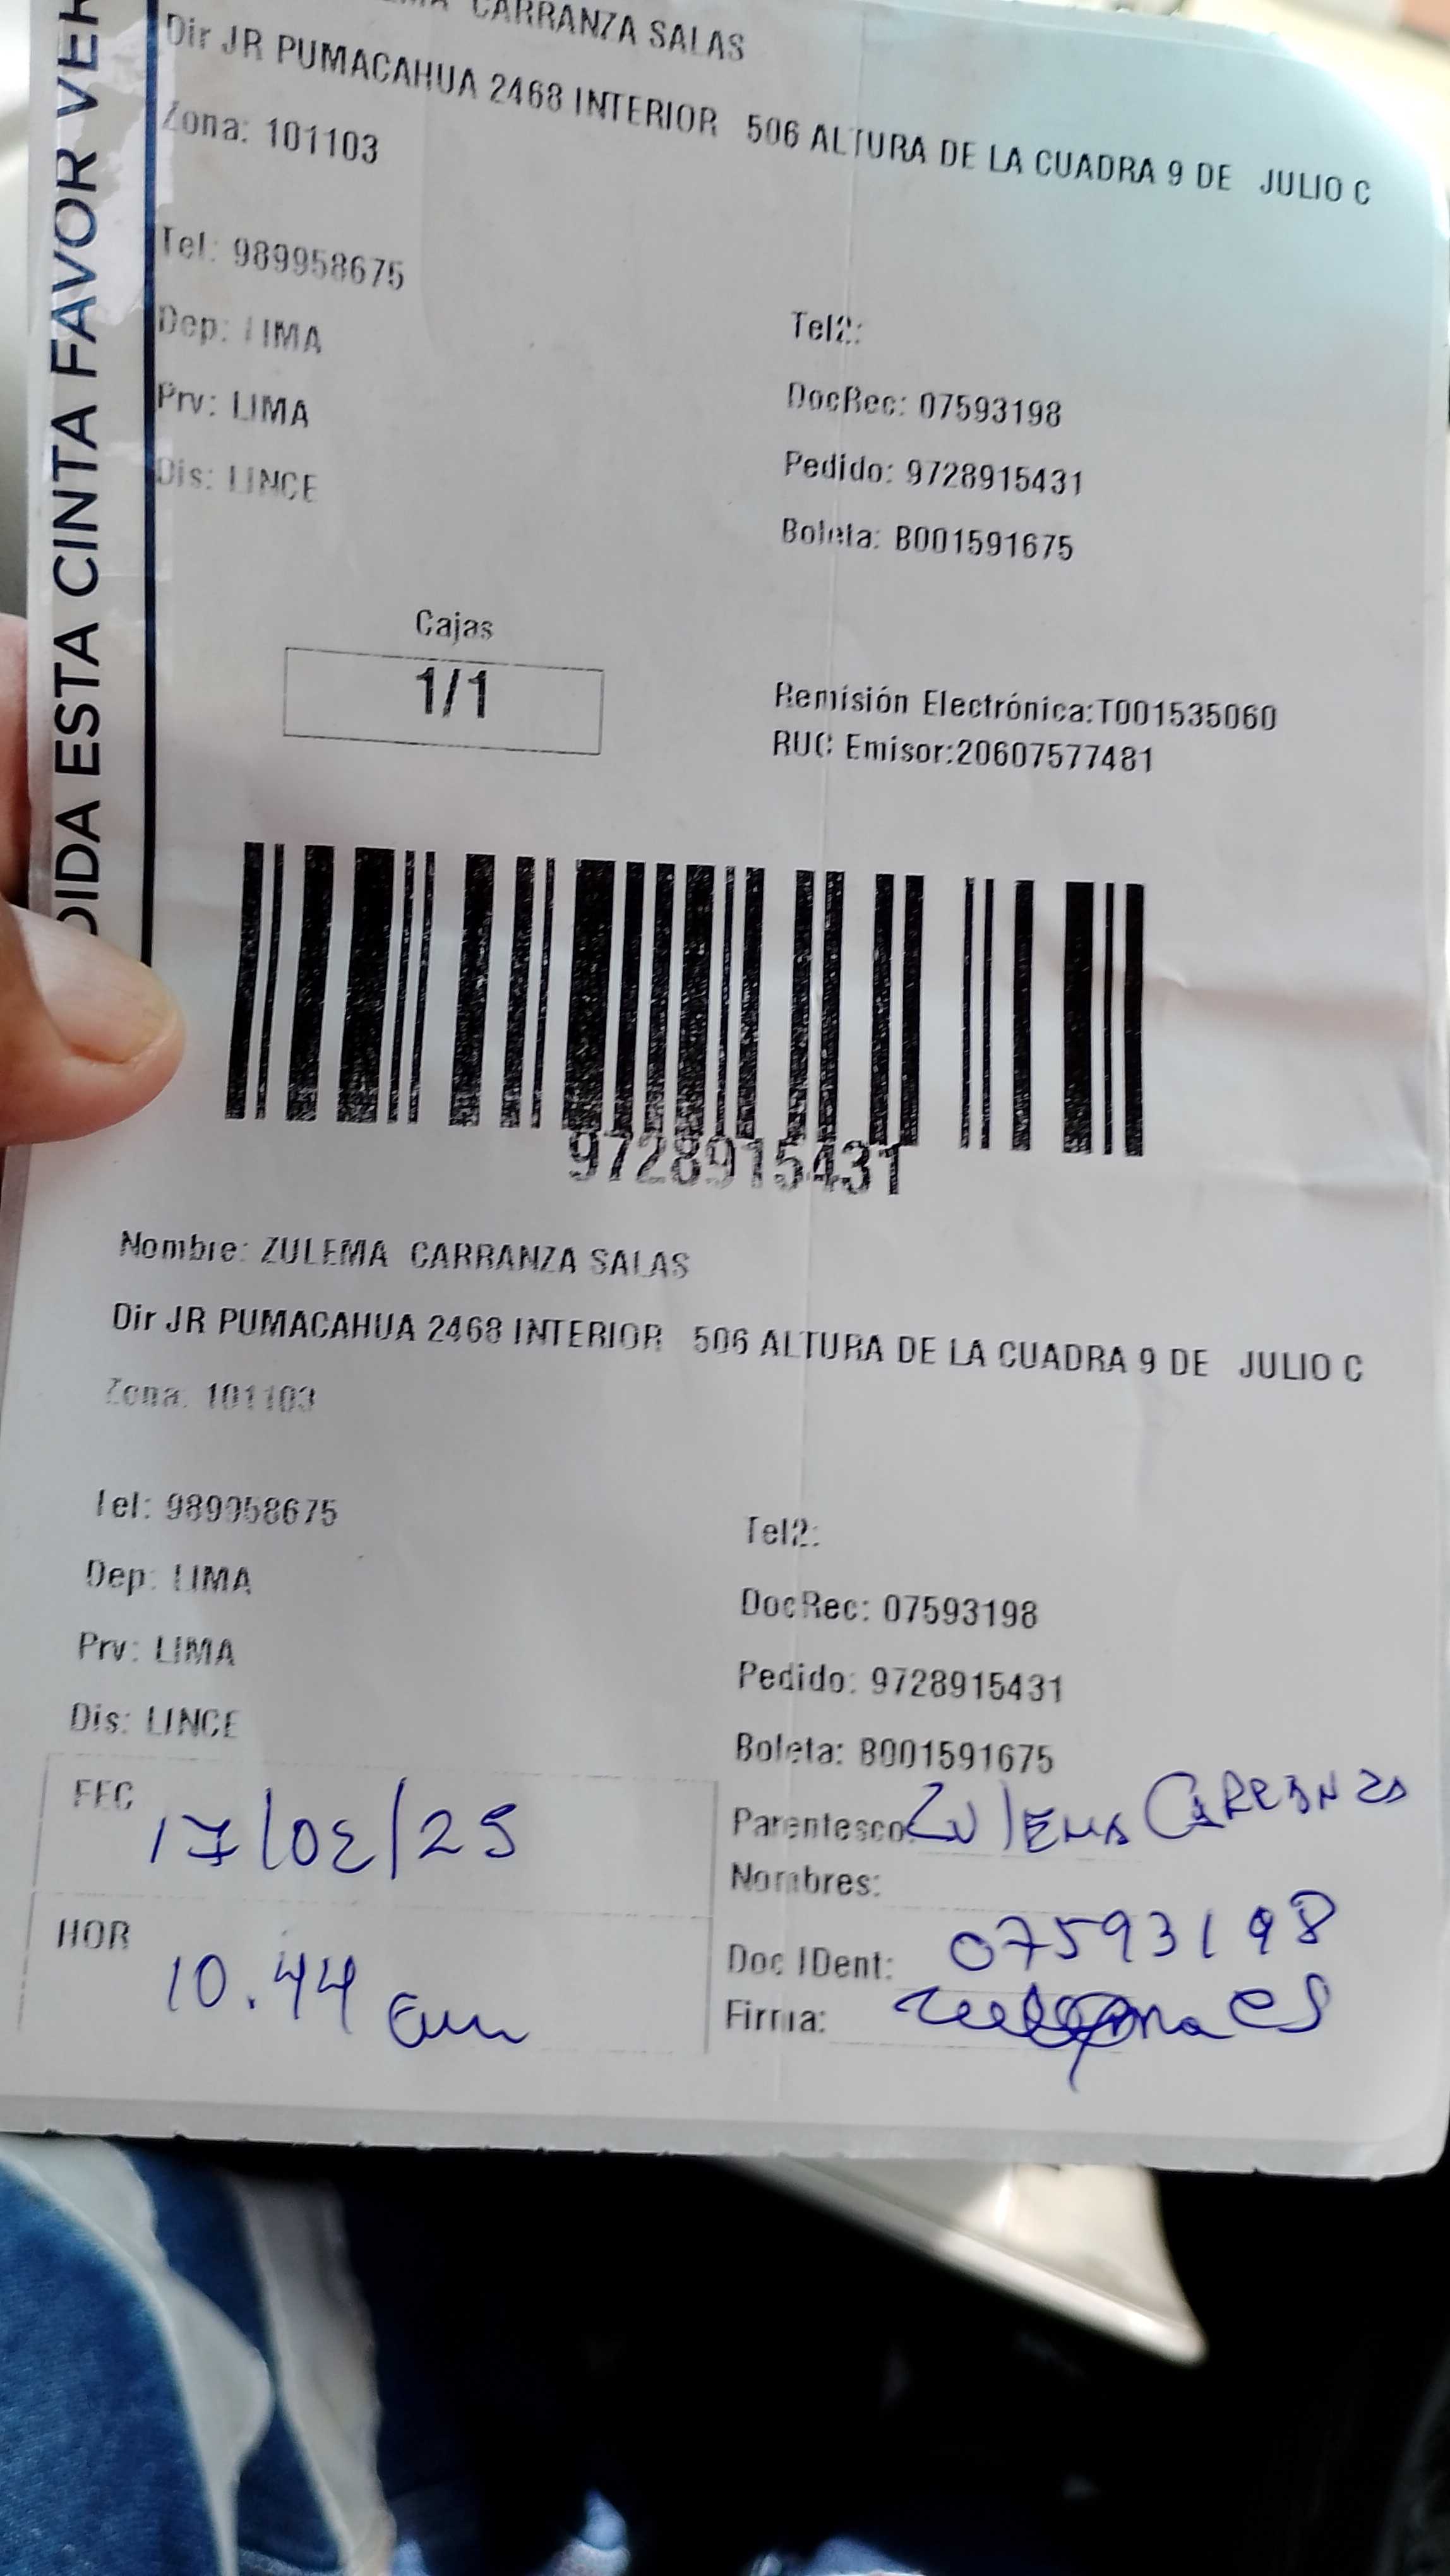 DIDA ESTA CINTA FAVOR VER
CARRANZA SALAS
Dir JR PUMACAHUA 2468 INTERIOR 506 ALTURA DE LA CUADRA 9 DE JULIO C
Zona: 101103
Tel: 989958675
Tel2:
Dep: LIMA
DocRec: 07593198
Prv: LIMA
Pedido: 9728915431
Dis: LINCE
Boleta: B001591675
Cajas
1/1
Remisión Electrónica:T001535060
RUC Emisor:20607577481
9728915431
Nombre: ZULEMA CARRANZA SALAS
Dir JR PUMACAHUA 2468 INTERIOR 506 ALTURA DE LA CUADRA 9 DE JULIO C
Zona: 101103
Tel: 989958675
Tel2:
Dep: LIMA
DocRec: 07593198
Prv: LIMA
Pedido: 9728915431
Dis: LINCE
Boleta: B001591675
FEC 17/02/25
Parentesco: Zulema Carranza
Nombres:
HOR 10.44
Doc IDent: 07593198
Firma: